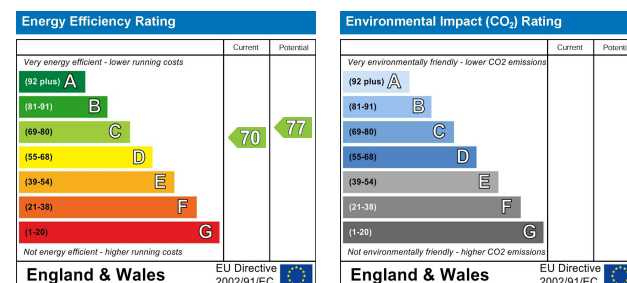 Energy Efficiency Rating
Current Potential
Very energy efficient - lower running costs
(92 plus) A
(81-91) B
(69-80) C
(55-68) D
(39-54) E
(21-38) F
(1-20) G
70
77
Not energy efficient - higher running costs
England & Wales
EU Directive
2002/91/EC
Environmental Impact (CO₂) Rating
Current Potential
Very environmentally friendly - lower CO2 emissions
(92 plus) A
(81-91) B
(69-80) C
(55-68) D
(39-54) E
(21-38) F
(1-20) G
Not environmentally friendly - higher CO2 emissions
England & Wales
EU Directive
2002/91/EC